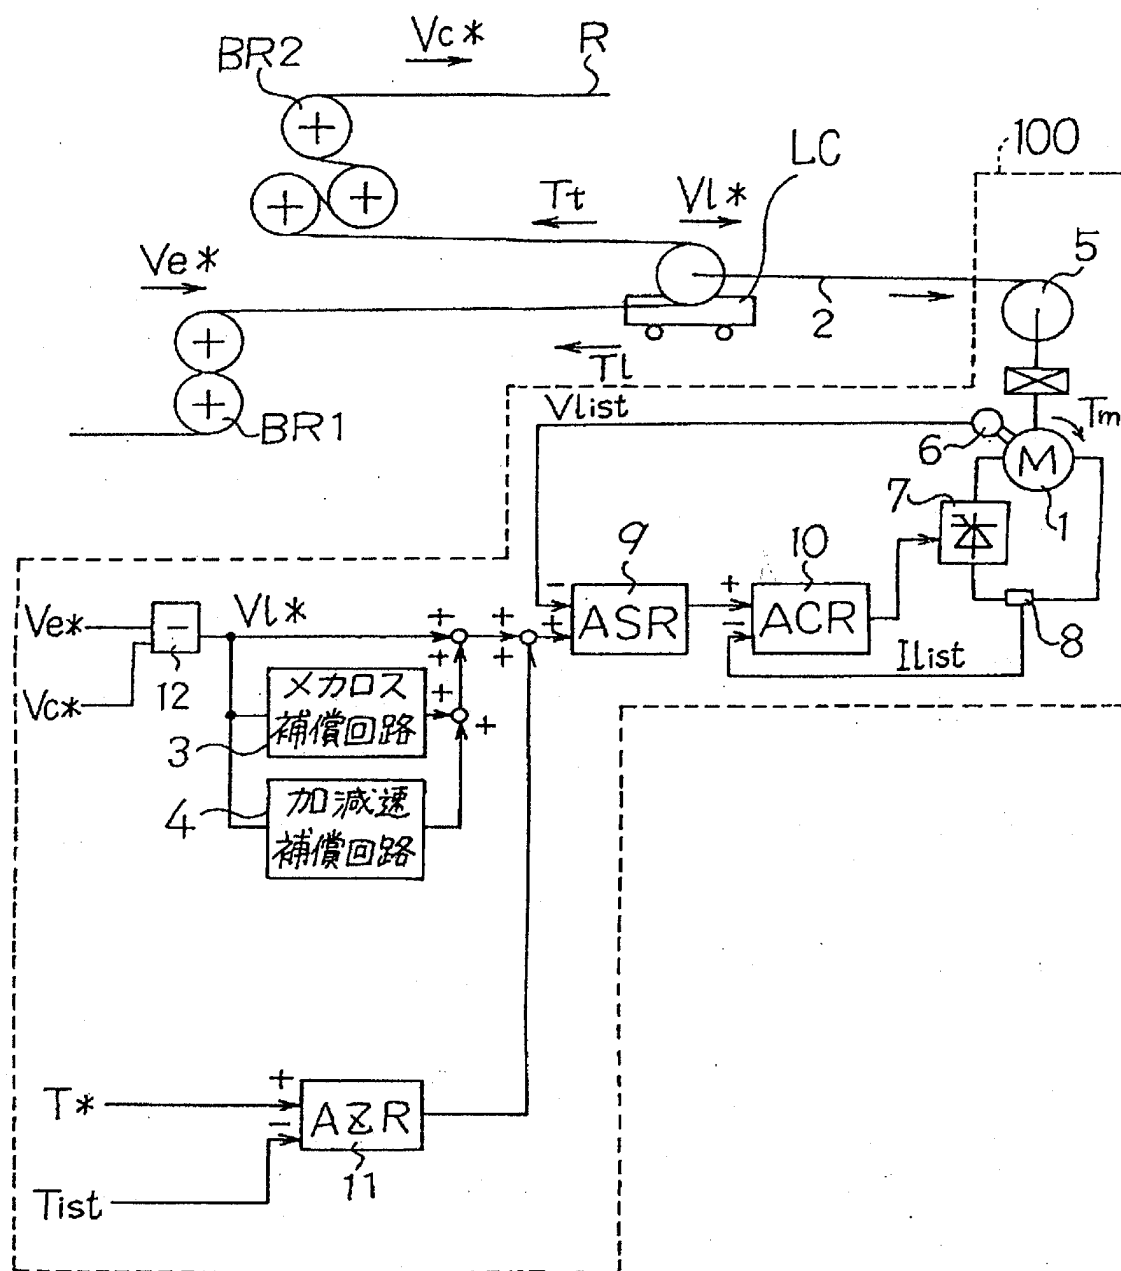 Vc*
R
BR2
100
LC
Tt
Vl*
5
Ve*
2
Tl
BR1
Vlist
6
Tm
M
1
7
9
10
- +
ASR
+
-
ACR
8
Ilist
Ve*
-
Vl*
+ + +
+ +
12
Vc*
メカロス
補償回路
+
+
3
加減速
補償回路
4
T*
+
-
AZR
11
Tist